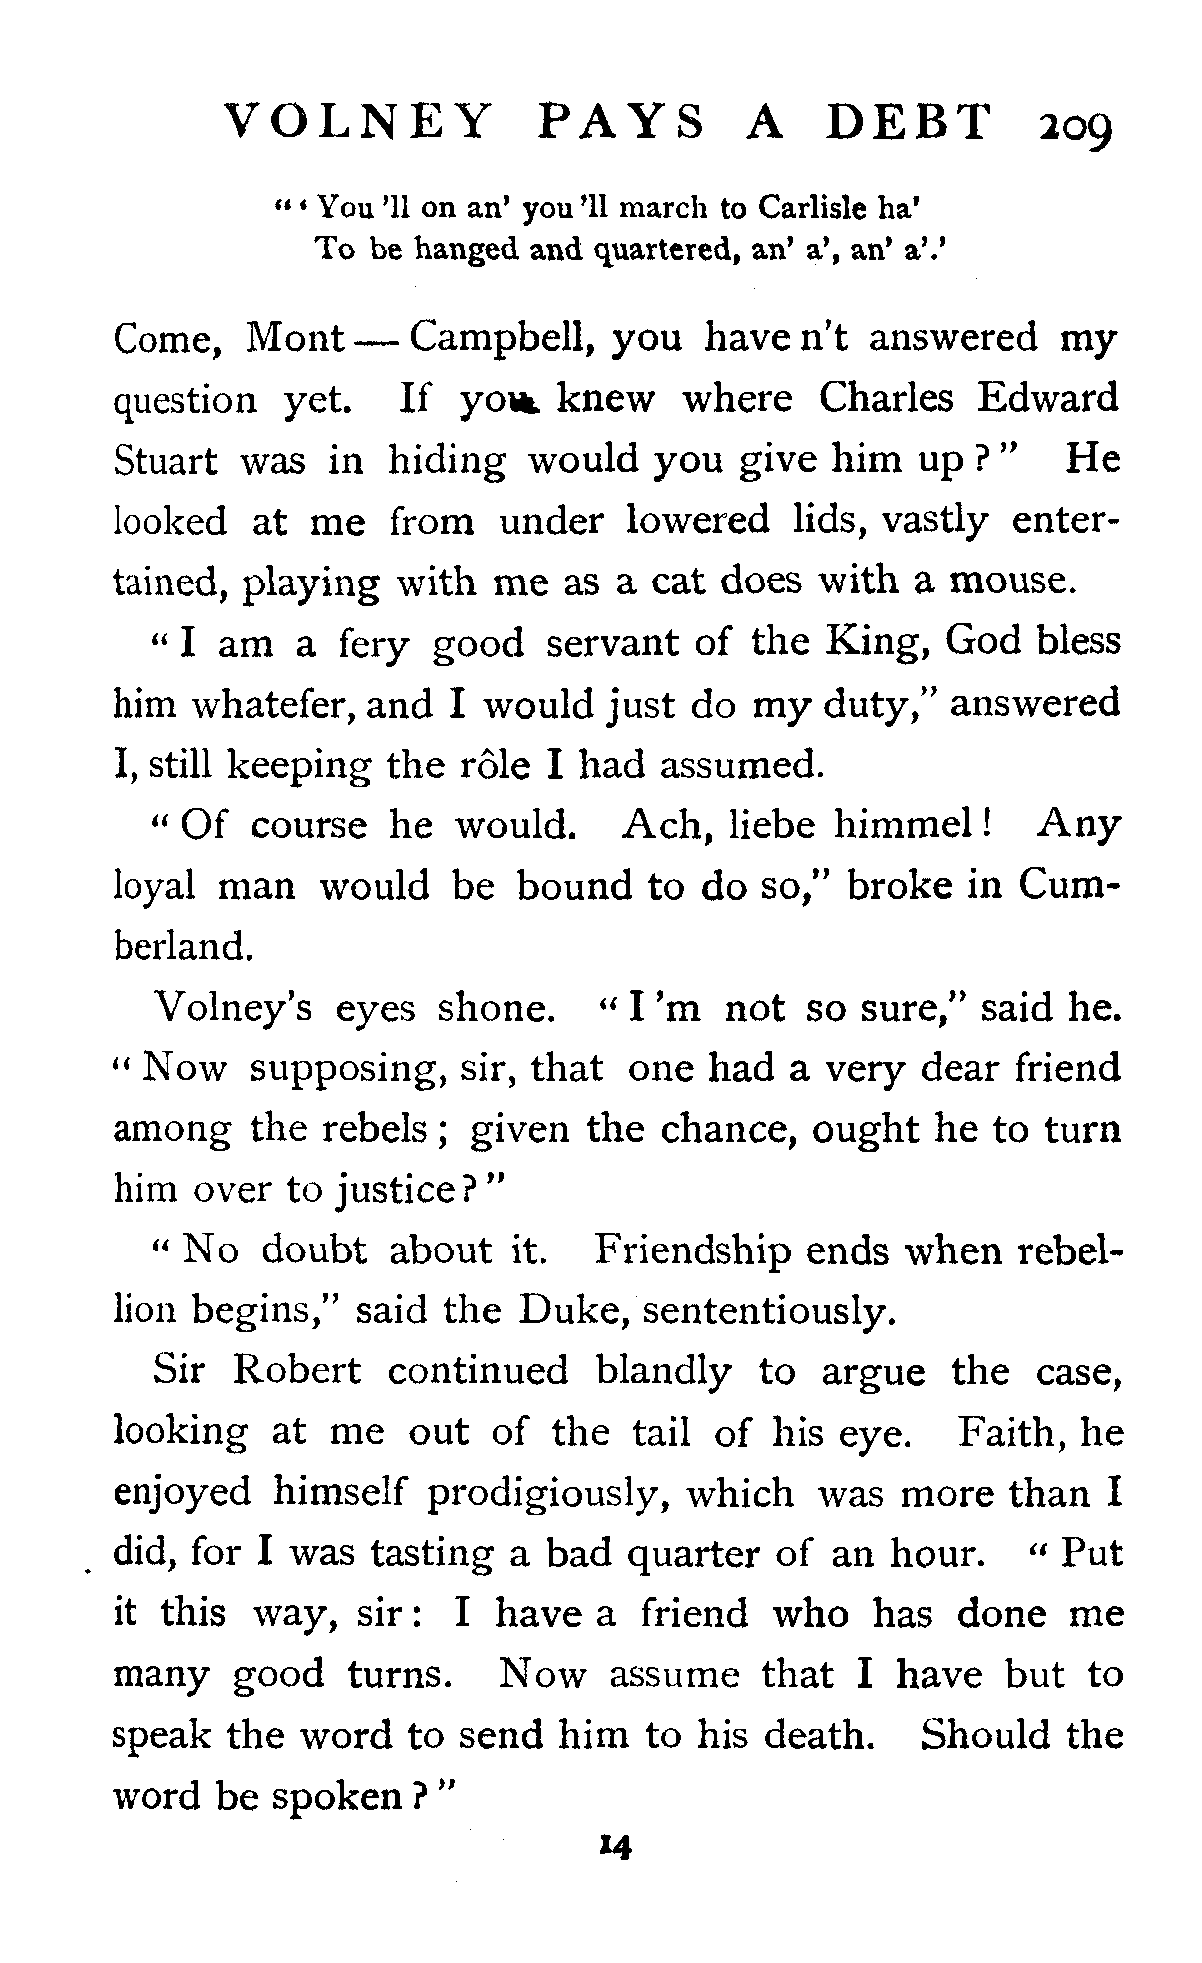 VOLNEY PAYS A DEBT 209
"'You'll on an' you'll march to Carlisle ha'
To be hanged and quartered, an' a', an' a'.'
Come, Mont — Campbell, you have n't answered my
question yet. If you knew where Charles Edward
Stuart was in hiding would you give him up?" He
looked at me from under lowered lids, vastly enter-
tained, playing with me as a cat does with a mouse.
"I am a fery good servant of the King, God bless
him whatefer, and I would just do my duty," answered
I, still keeping the rôle I had assumed.
"Of course he would. Ach, liebe himmel! Any
loyal man would be bound to do so," broke in Cum-
berland.
Volney's eyes shone. "I'm not so sure," said he.
"Now supposing, sir, that one had a very dear friend
among the rebels; given the chance, ought he to turn
him over to justice?"
"No doubt about it. Friendship ends when rebel-
lion begins," said the Duke, sententiously.
Sir Robert continued blandly to argue the case,
looking at me out of the tail of his eye. Faith, he
enjoyed himself prodigiously, which was more than I
did, for I was tasting a bad quarter of an hour. "Put
it this way, sir: I have a friend who has done me
many good turns. Now assume that I have but to
speak the word to send him to his death. Should the
word be spoken?"
14